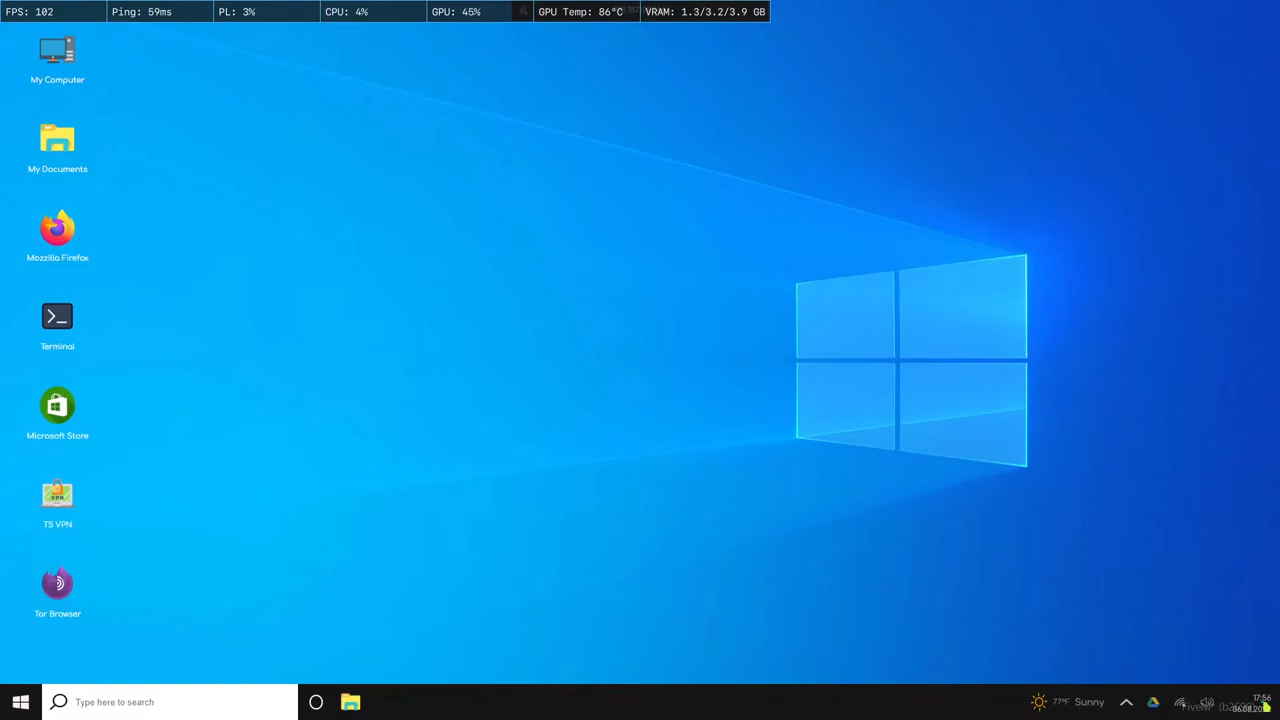 FPS: 102 Ping: 59ms PL: 3% CPU: 4% GPU: 45% GPU Temp: 86°C VRAM: 1.3/3.2/3.9 GB
My Computer
My Documents
Mozzilla Firefox
Terminal
Microsoft Store
TS VPN
Tor Browser
Type here to search
77°F Sunny
17:56